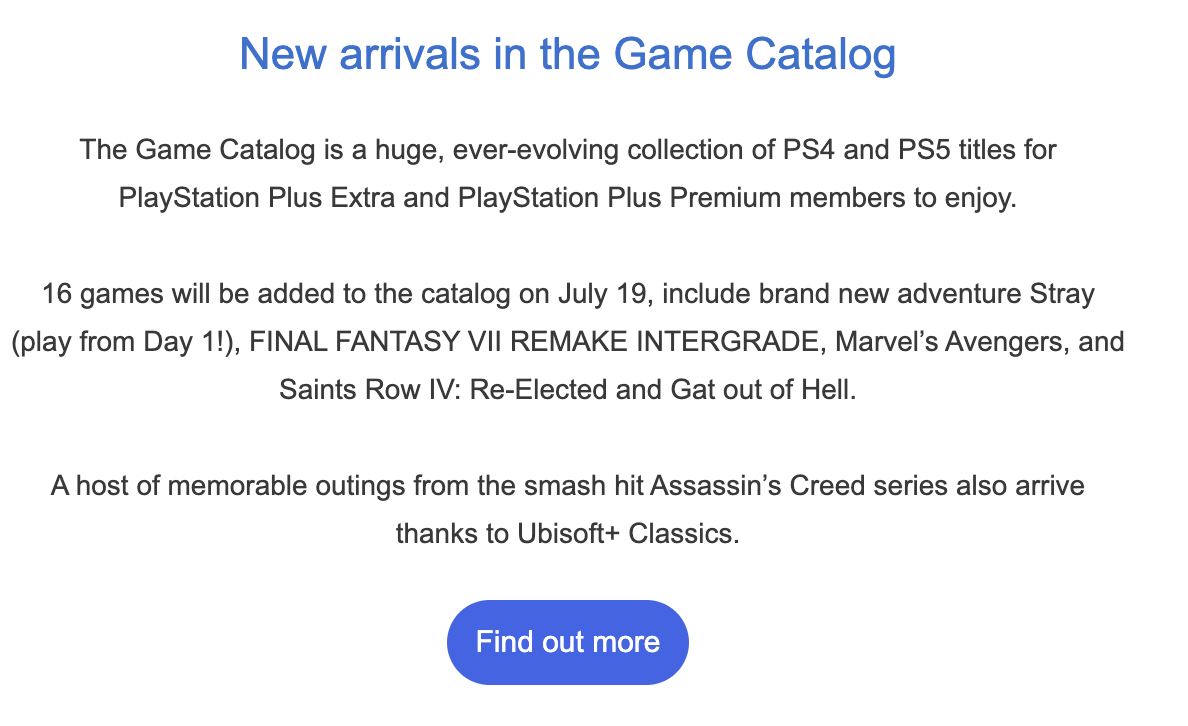 New arrivals in the Game Catalog
The Game Catalog is a huge, ever-evolving collection of PS4 and PS5 titles for
PlayStation Plus Extra and PlayStation Plus Premium members to enjoy.
16 games will be added to the catalog on July 19, include brand new adventure Stray
(play from Day 1!), FINAL FANTASY VII REMAKE INTERGRADE, Marvel’s Avengers, and
Saints Row IV: Re-Elected and Gat out of Hell.
A host of memorable outings from the smash hit Assassin’s Creed series also arrive
thanks to Ubisoft+ Classics.
Find out more